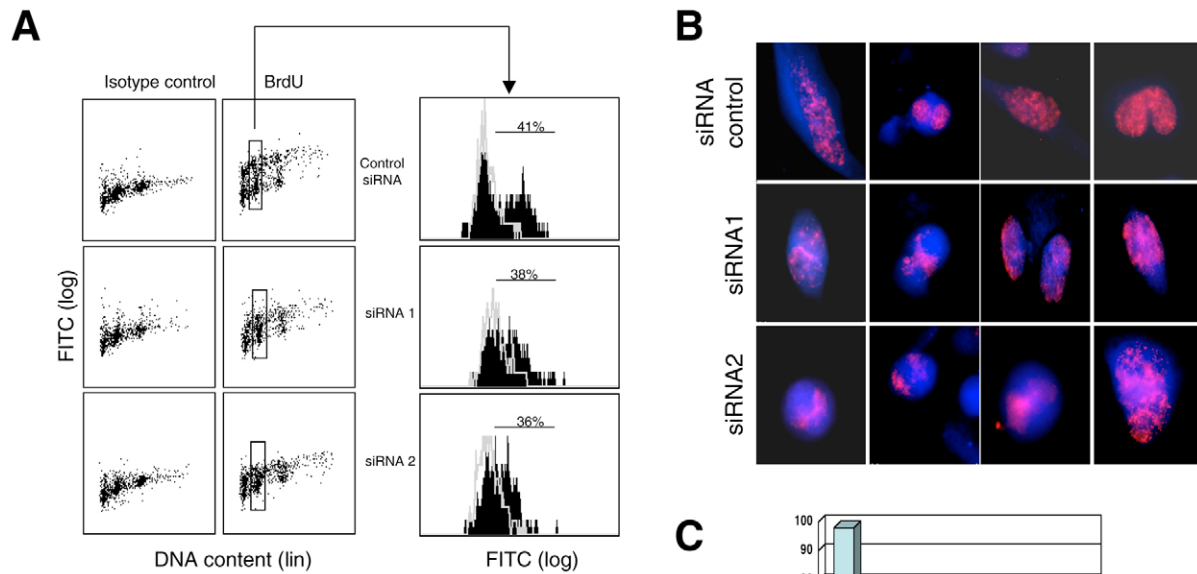 A
Isotype control
BrdU
Control
siRNA
siRNA 1
siRNA 2
41%
38%
36%
FITC (log)
DNA content (lin)
FITC (log)
B
siRNA
control
siRNA1
siRNA2
C
100
90